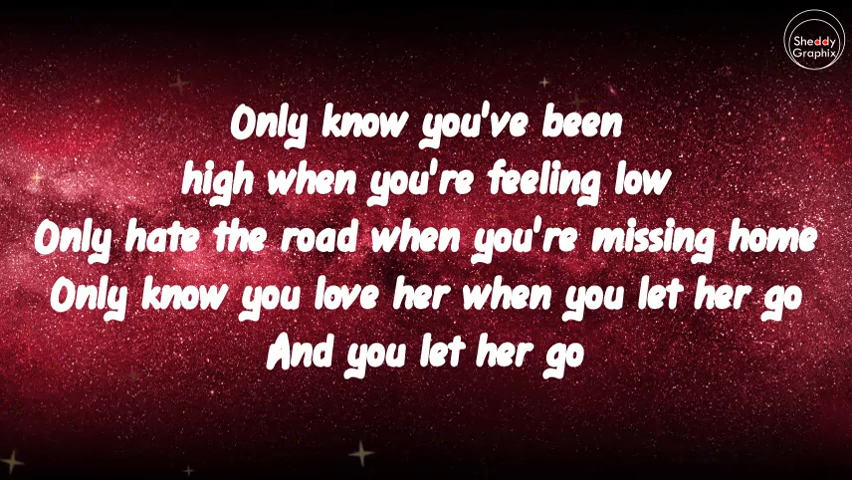 Sheddy
Graphix
Only know you've been
high when you're feeling low
Only hate the road when you're missing home
Only know you love her when you let her go
And you let her go